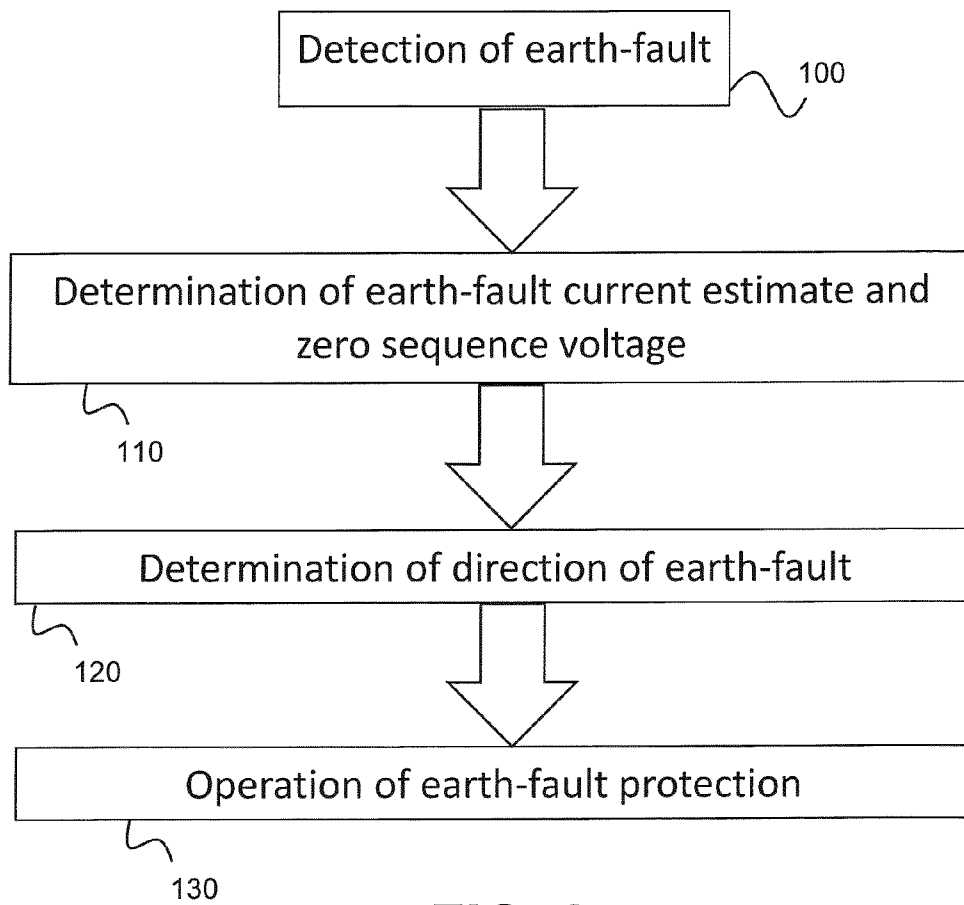 Detection of earth-fault
100
Determination of earth-fault current estimate and
zero sequence voltage
110
Determination of direction of earth-fault
120
Operation of earth-fault protection
130